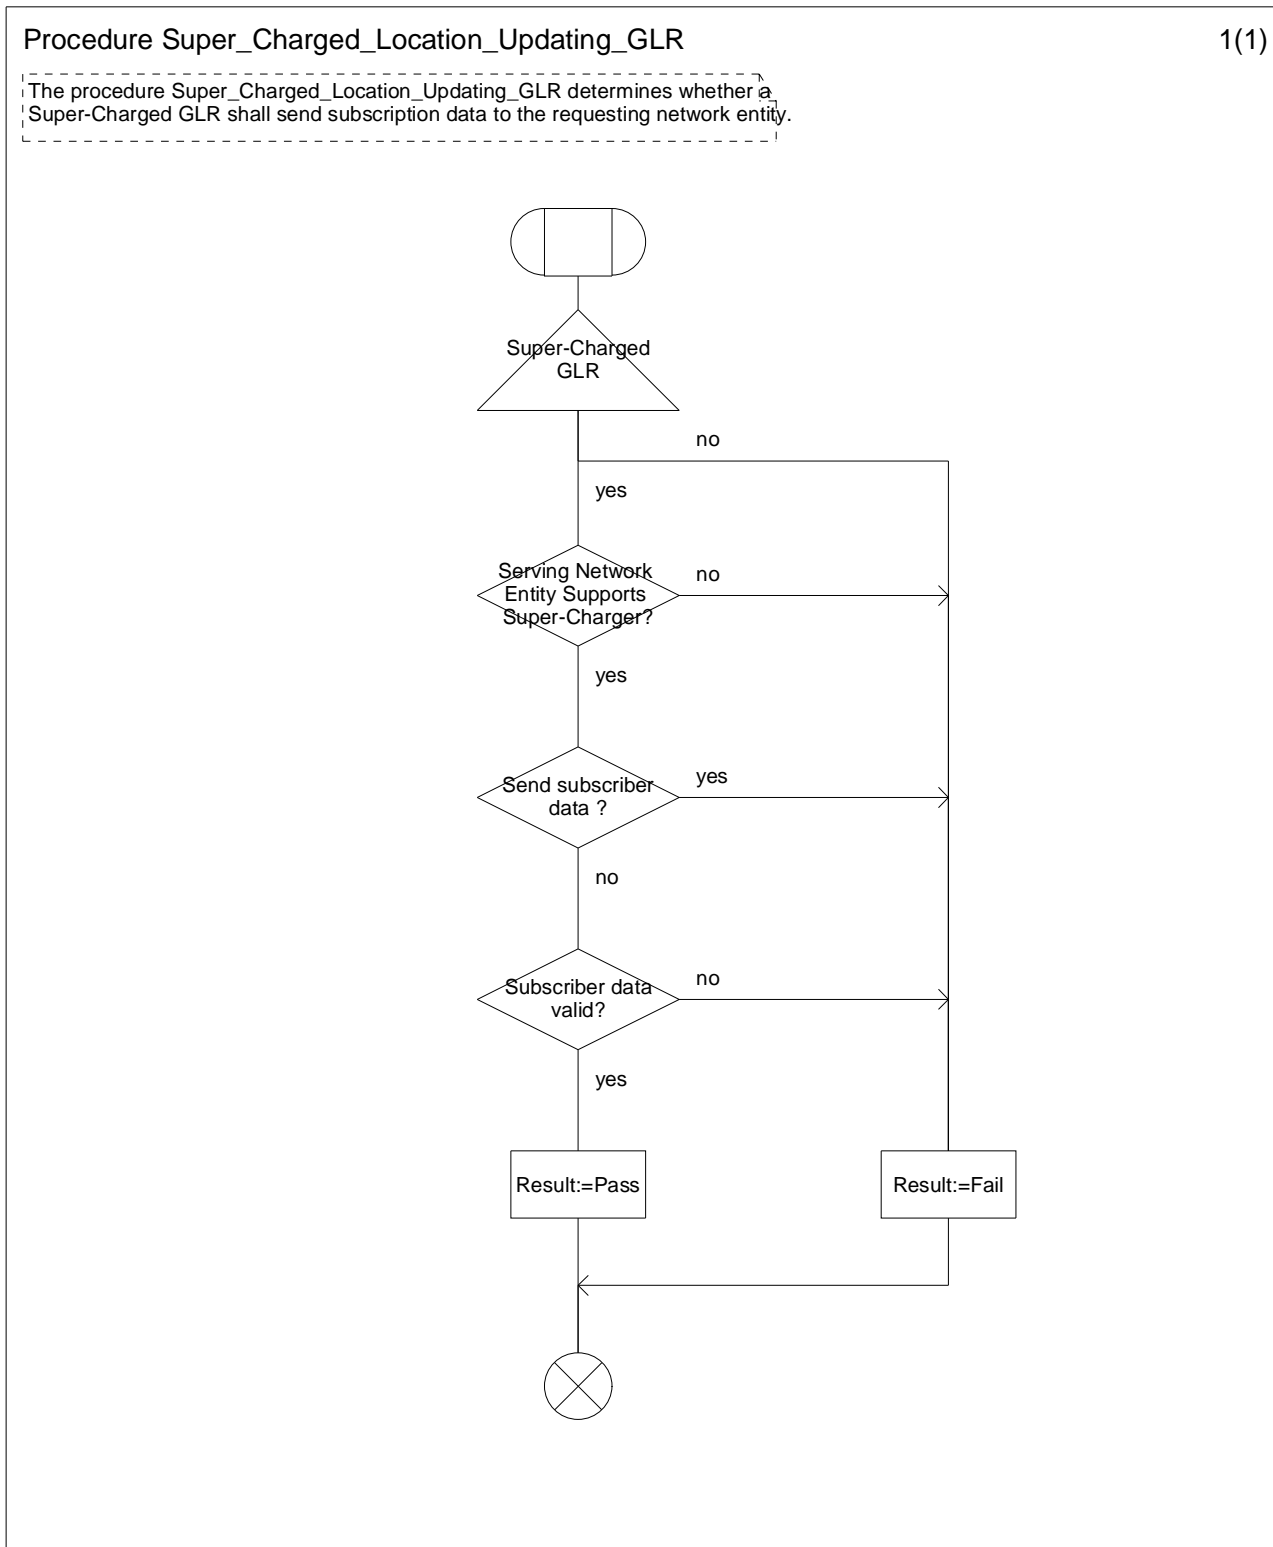 Procedure Super_Charged_Location_Updating_GLR
1(1)
The procedure Super_Charged_Location_Updating_GLR determines whether a
Super-Charged GLR shall send subscription data to the requesting network entity.
Super-Charged
GLR
no
yes
Serving Network
Entity Supports
Super-Charger?
no
yes
Send subscriber
data ?
yes
no
Subscriber data
valid?
no
yes
Result:=Pass
Result:=Fail